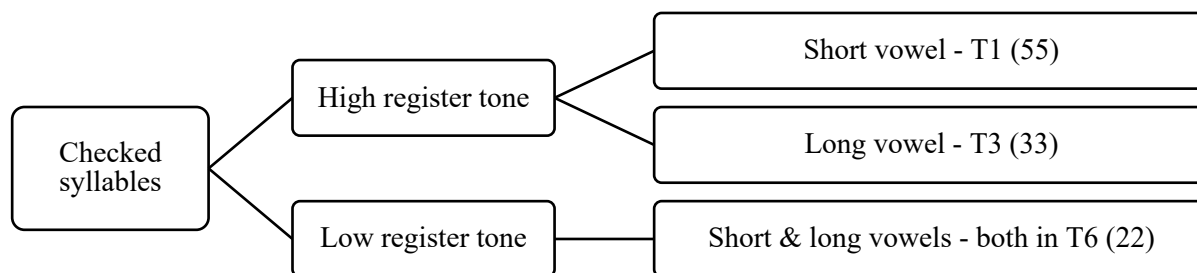 Checked
syllables
High register tone
Low register tone
Short vowel - T1 (55)
Long vowel - T3 (33)
Short & long vowels - both in T6 (22)